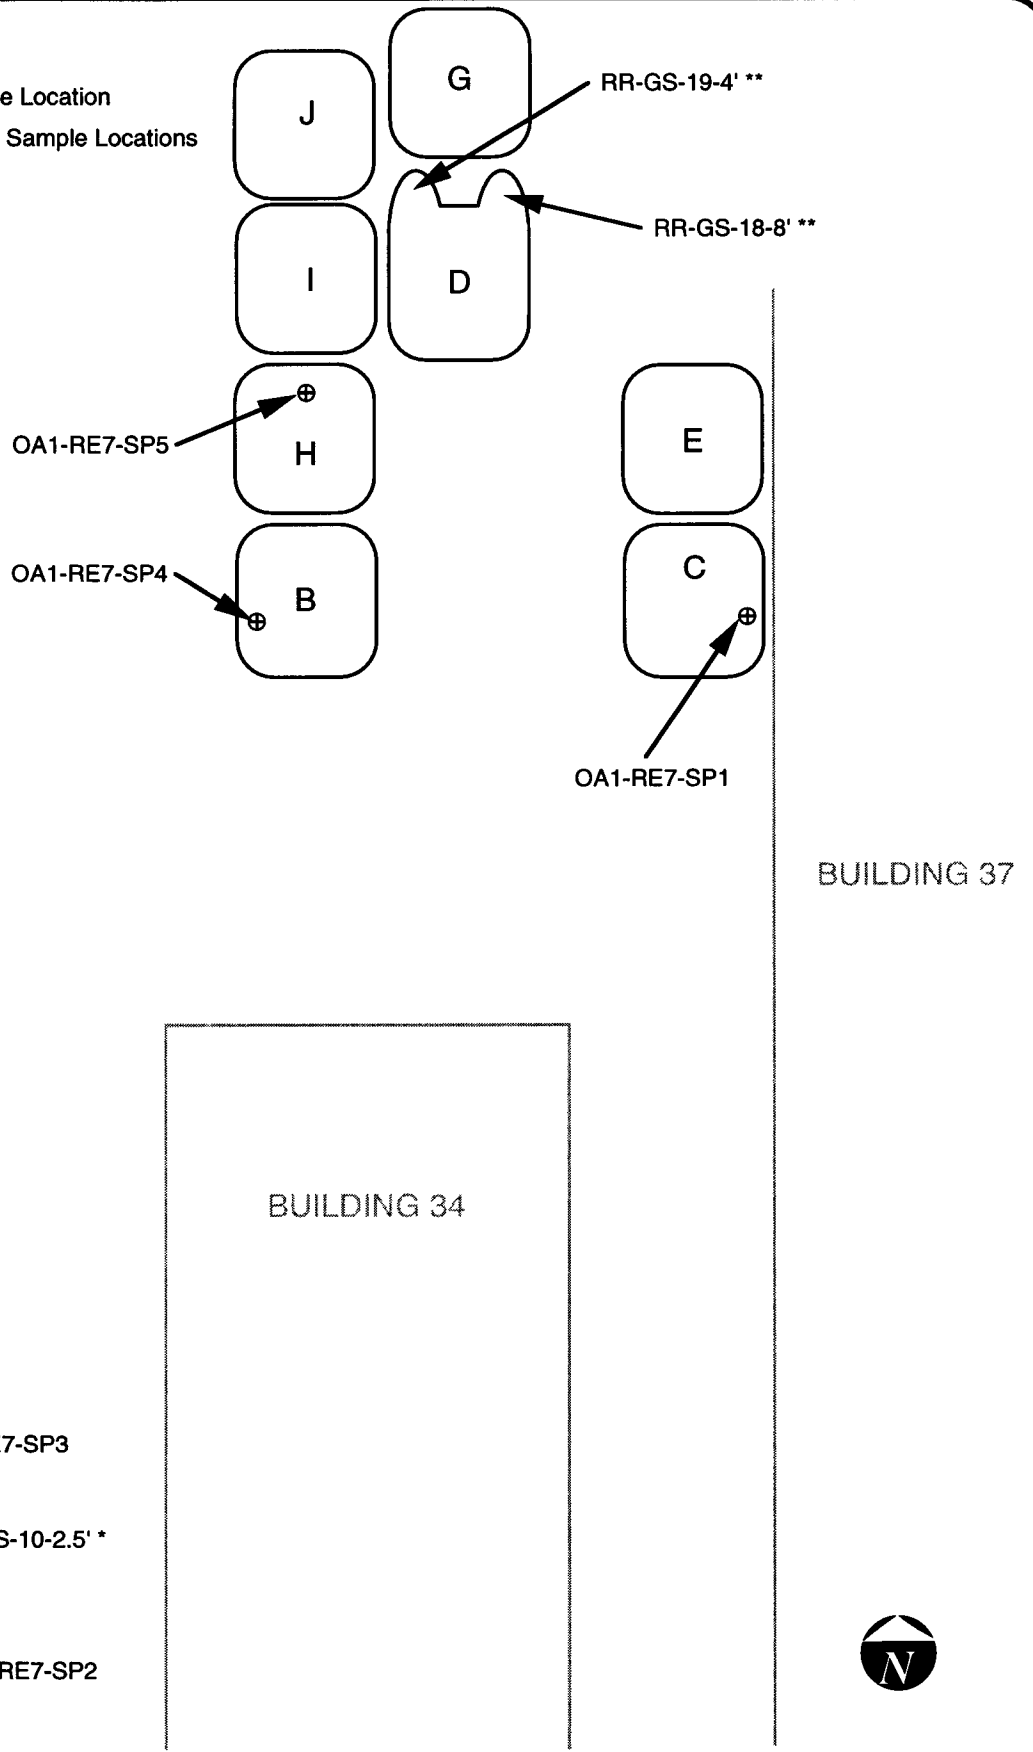 G
RR-GS-19-4' **
e Location
J
Sample Locations
RR-GS-18-8' **
I
D
OA1-RE7-SP5
H
E
OA1-RE7-SP4
B
C
OA1-RE7-SP1
BUILDING 37
BUILDING 34
7-SP3
S-10-2.5' *
RE7-SP2
N